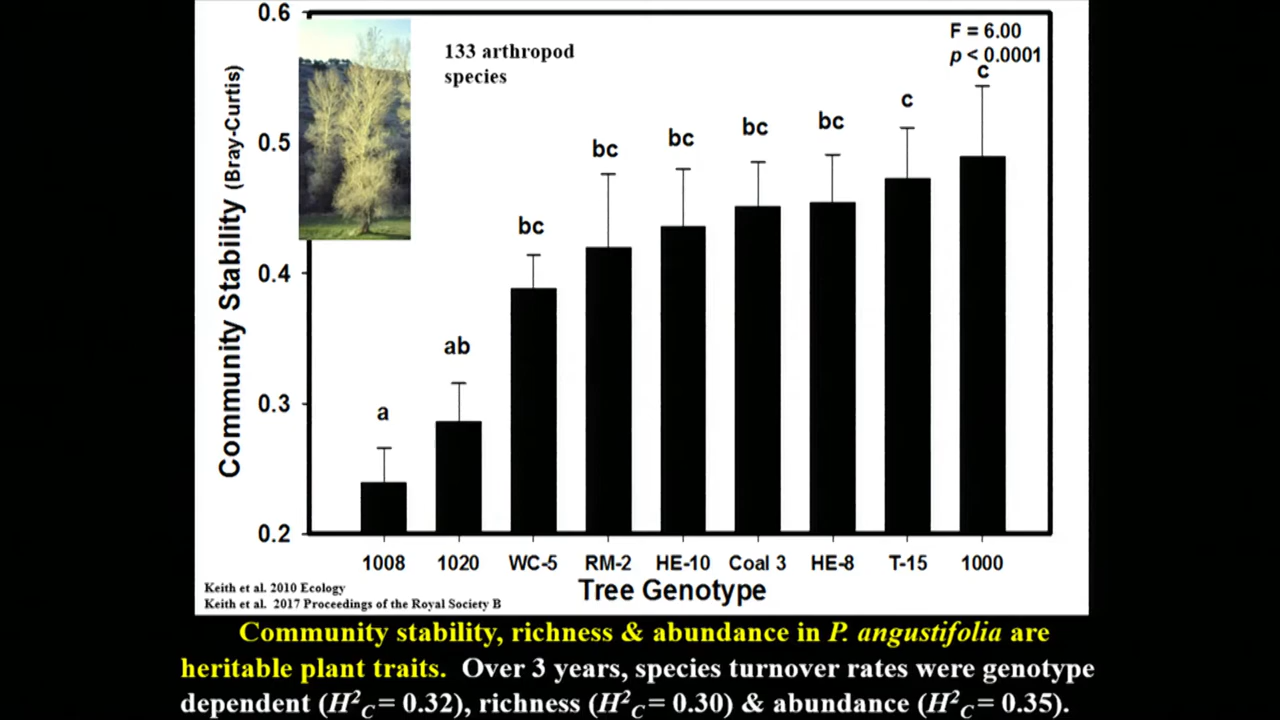 0.6
F = 6.00
p < 0.0001
133 arthropod
species
Community Stability (Bray-Curtis)
0.5
0.4
0.3
0.2
a
ab
bc
bc
bc
bc
bc
c
c
1008 1020 WC-5 RM-2 HE-10 Coal 3 HE-8 T-15 1000
Tree Genotype
Keith et al. 2010 Ecology
Keith et al. 2017 Proceedings of the Royal Society B
Community stability, richness & abundance in P. angustifolia are
heritable plant traits. Over 3 years, species turnover rates were genotype
dependent (H²C = 0.32), richness (H²C = 0.30) & abundance (H²C = 0.35).